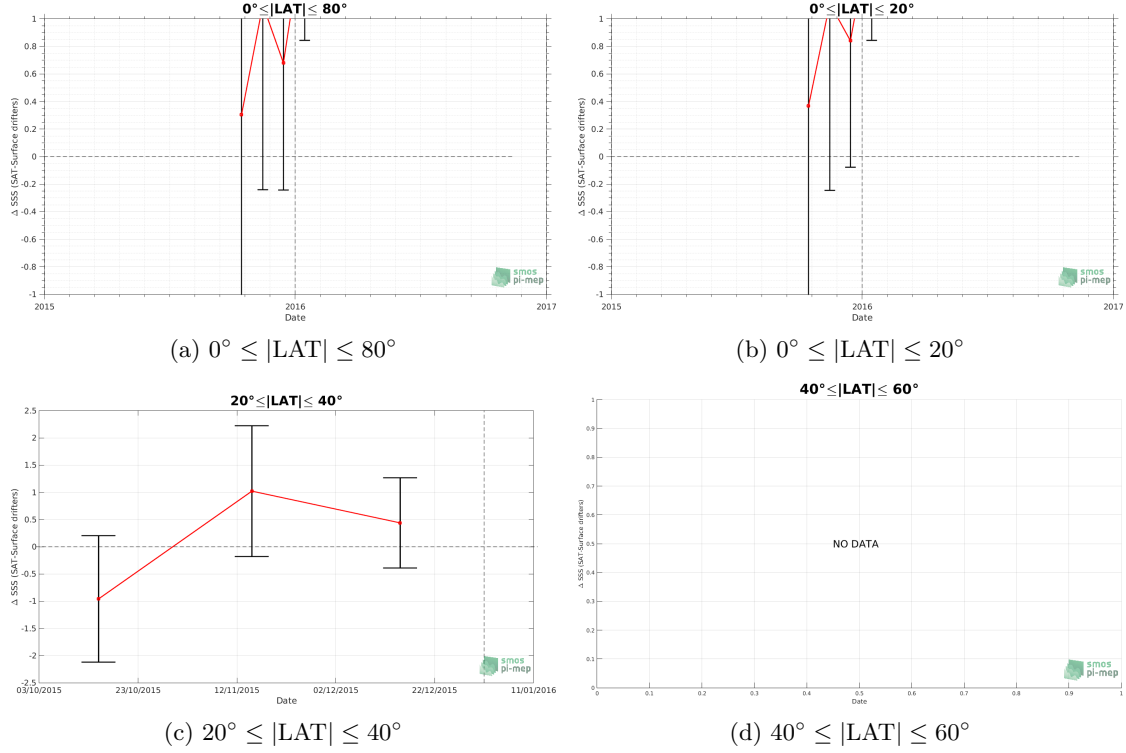 0°≤|LAT|≤ 80°
1
0.8
0.6
0.4
0.2
0
-0.2
-0.4
-0.6
-0.8
-1
Δ SSS (SAT-Surface drifters)
2015
2016
2017
Date
smos
pi-mep
(a) 0° ≤ |LAT| ≤ 80°
0°≤|LAT|≤ 20°
1
0.8
0.6
0.4
0.2
0
-0.2
-0.4
-0.6
-0.8
-1
Δ SSS (SAT-Surface drifters)
2015
2016
2017
Date
smos
pi-mep
(b) 0° ≤ |LAT| ≤ 20°
20°≤|LAT|≤ 40°
2.5
2
1.5
1
0.5
0
-0.5
-1
-1.5
-2
-2.5
Δ SSS (SAT-Surface drifters)
03/10/2015
23/10/2015
12/11/2015
02/12/2015
22/12/2015
11/01/2016
Date
smos
pi-mep
(c) 20° ≤ |LAT| ≤ 40°
40°≤|LAT|≤ 60°
1
0.9
0.8
0.7
0.6
0.5
0.4
0.3
0.2
0.1
0
Δ SSS (SAT-Surface drifters)
NO DATA
0
0.1
0.2
0.3
0.4
0.5
0.6
0.7
0.8
0.9
1
Date
smos
pi-mep
(d) 40° ≤ |LAT| ≤ 60°